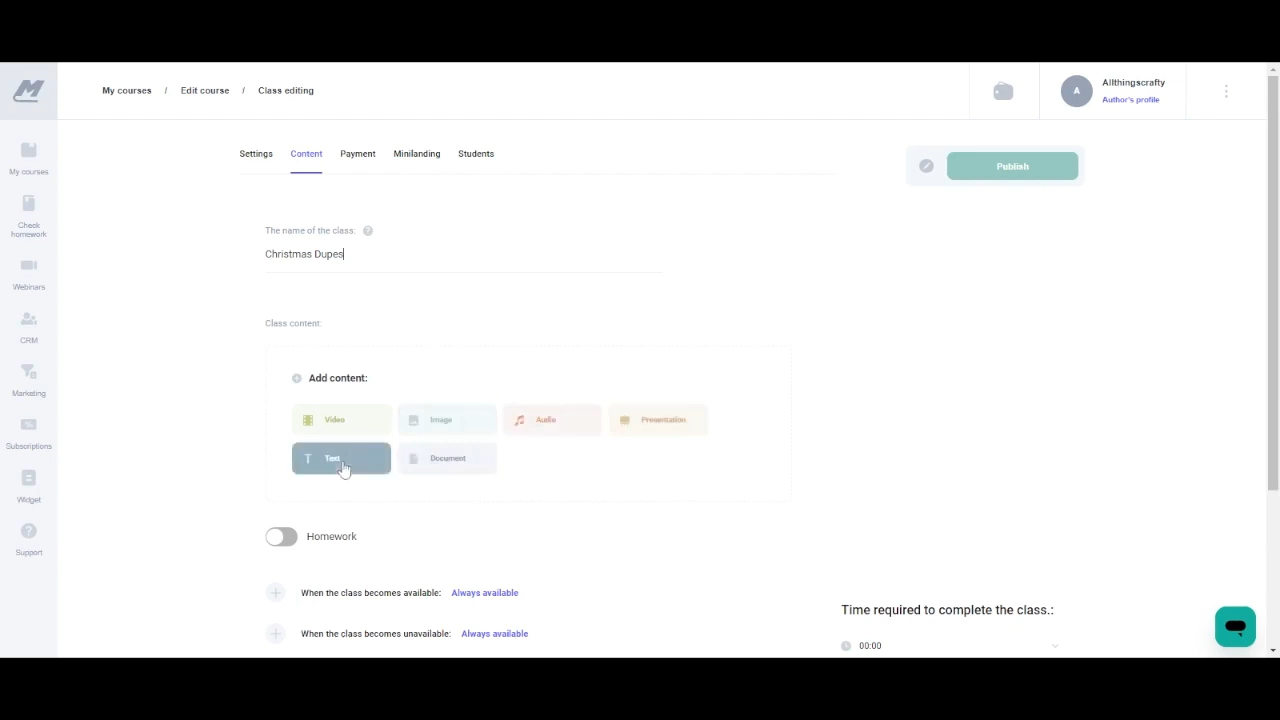 My courses / Edit course / Class editing
A
Allthingscrafty
Author's profile
My courses
Check
homework
Webinars
CRM
Marketing
Subscriptions
Widget
Support
Settings Content Payment Minilanding Students
Publish
The name of the class: ?
Christmas Dupes
Class content:
Add content:
Video Image Audio Presentation
T Text Document
Homework
When the class becomes available: Always available
When the class becomes unavailable: Always available
Time required to complete the class.:
00:00